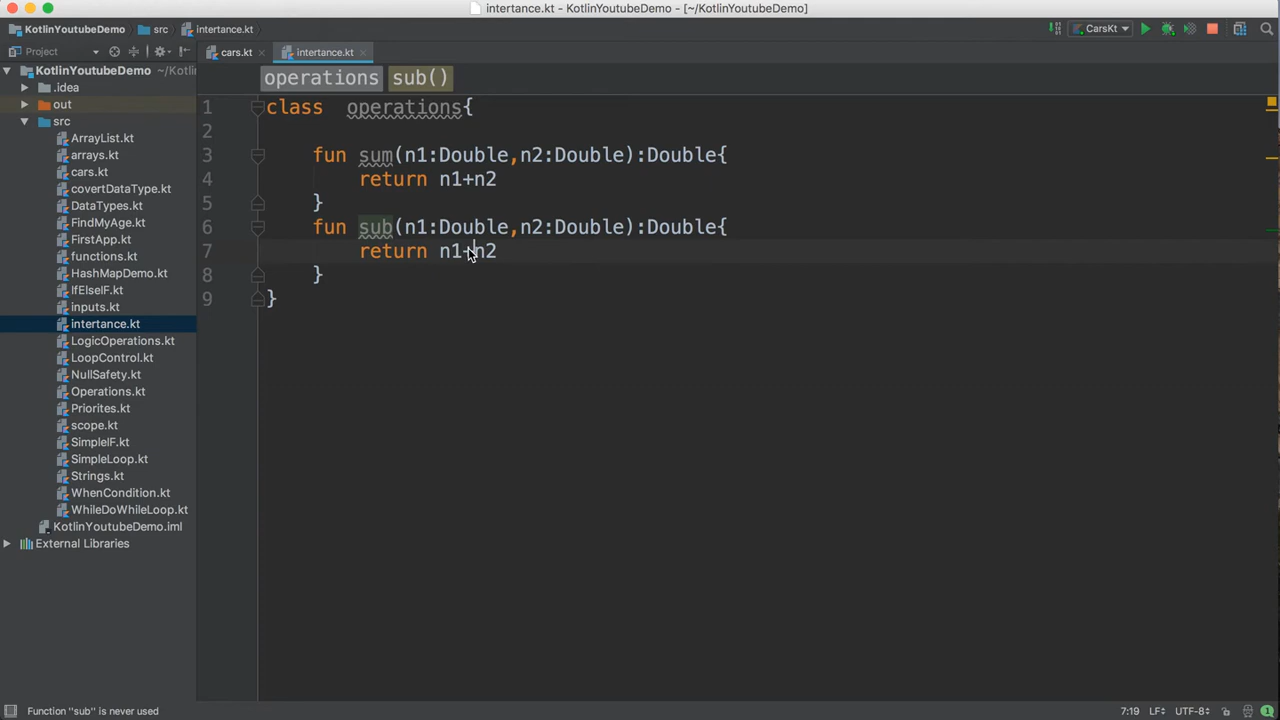 intertance.kt - KotlinYoutubeDemo - [~/KotlinYoutubeDemo]
KotlinYoutubeDemo src intertance.kt CarsKt
Project cars.kt intertance.kt
KotlinYoutubeDemo ~/Kotlin
operations sub()
.idea
out
src
ArrayList.kt
arrays.kt
cars.kt
covertDataType.kt
DataTypes.kt
FindMyAge.kt
FirstApp.kt
functions.kt
HashMapDemo.kt
IfElseIF.kt
inputs.kt
intertance.kt
LogicOperations.kt
LoopControl.kt
NullSafety.kt
Operations.kt
Priorites.kt
scope.kt
SimpleIF.kt
SimpleLoop.kt
Strings.kt
WhenCondition.kt
WhileDoWhileLoop.kt
KotlinYoutubeDemo.iml
External Libraries
1 class operations{
2
3 fun sum(n1:Double,n2:Double):Double{
4 return n1+n2
5 }
6 fun sub(n1:Double,n2:Double):Double{
7 return n1+n2
8 }
9 }
Function "sub" is never used 7:19 LF UTF-8 1